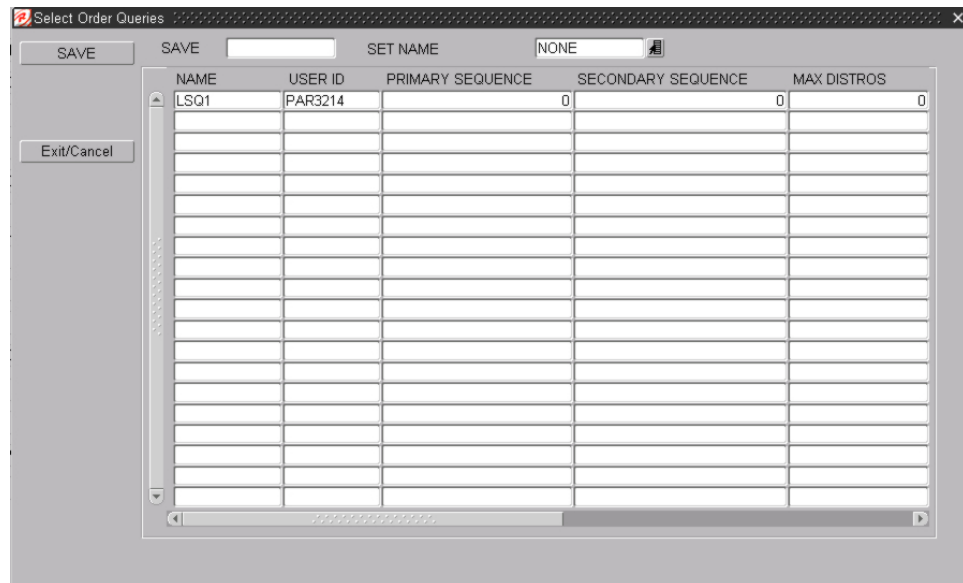 Select Order Queries
SAVE SAVE SET NAME NONE
NAME USER ID PRIMARY SEQUENCE SECONDARY SEQUENCE MAX DISTROS
LSQ1 PAR3214 0 0 0
Exit/Cancel